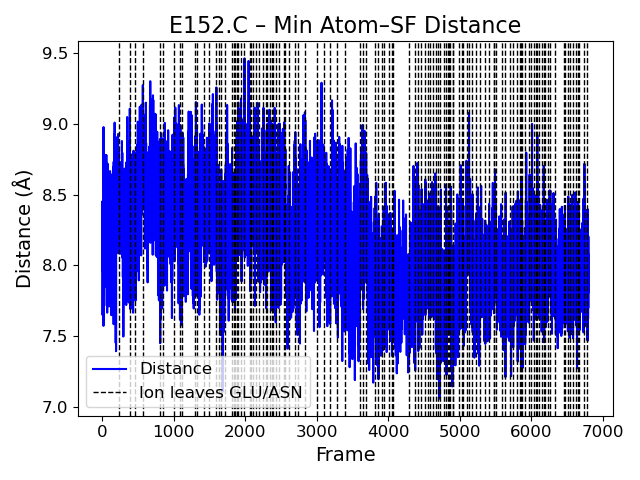 E152.C – Min Atom–SF Distance
9.5
9.0
8.5
8.0
7.5
7.0
Distance (Å)
Distance
Ion leaves GLU/ASN
0 1000 2000 3000 4000 5000 6000 7000
Frame